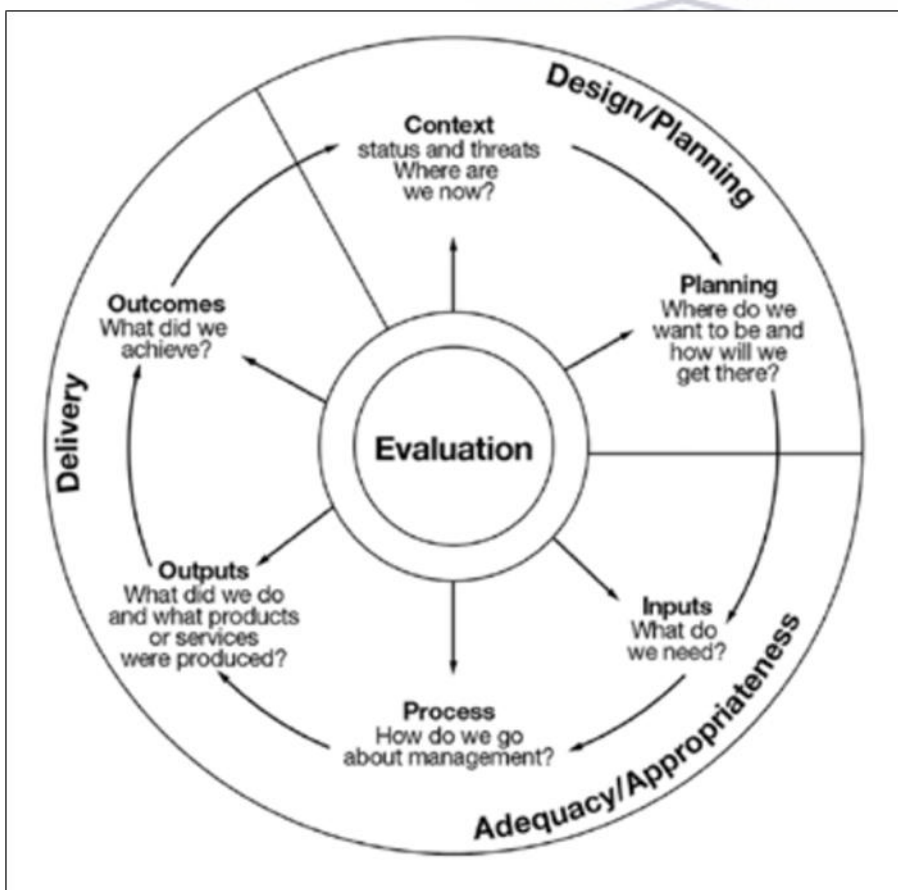 Design/Planning
Context
status and threats
Where are
we now?
Planning
Where do we
want to be and
how will we
get there?
Outcomes
What did we
achieve?
Delivery
Evaluation
Outputs
What did we do
and what products
or services
were produced?
Inputs
What do
we need?
Process
How do we go
about management?
Adequacy/Appropriateness